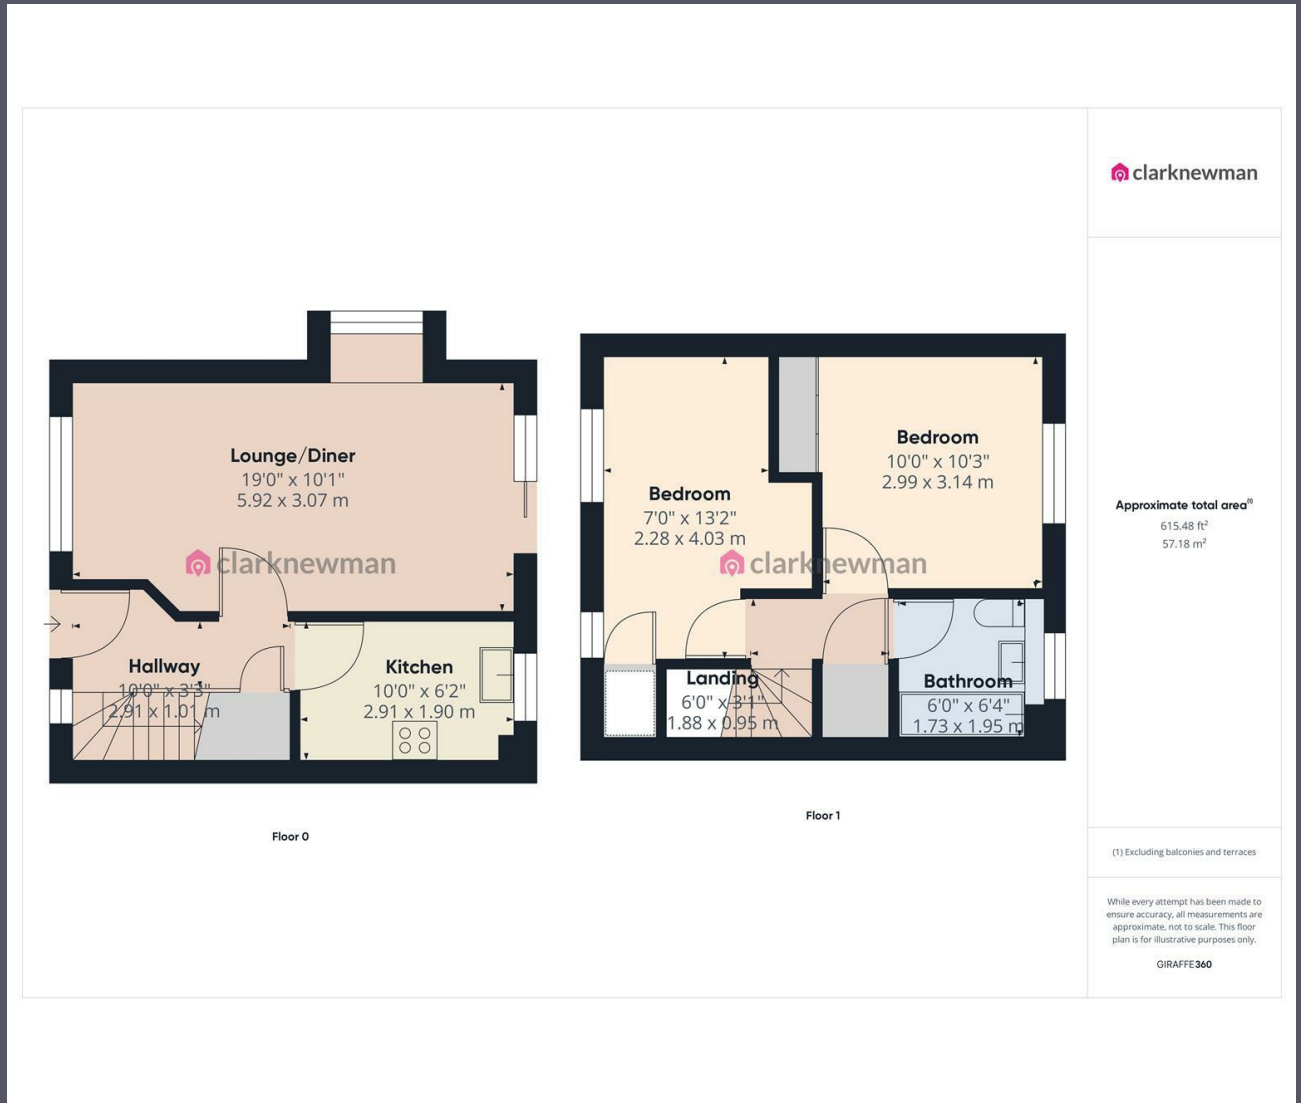 clarknewman
Lounge/Diner
19'0" x 10'1"
5.92 x 3.07 m
clarknewman
Hallway
10'0" x 3'3"
2.91 x 1.01 m
Kitchen
10'0" x 6'2"
2.91 x 1.90 m
Floor 0
Bedroom
7'0" x 13'2"
2.28 x 4.03 m
Bedroom
10'0" x 10'3"
2.99 x 3.14 m
clarknewman
Landing
6'0" x 3'1"
1.88 x 0.95 m
Bathroom
6'0" x 6'4"
1.73 x 1.95 m
Floor 1
Approximate total area⁽¹⁾
615.48 ft²
57.18 m²
(1) Excluding balconies and terraces
While every attempt has been made to
ensure accuracy, all measurements are
approximate, not to scale. This floor
plan is for illustrative purposes only.
GIRAFFE360